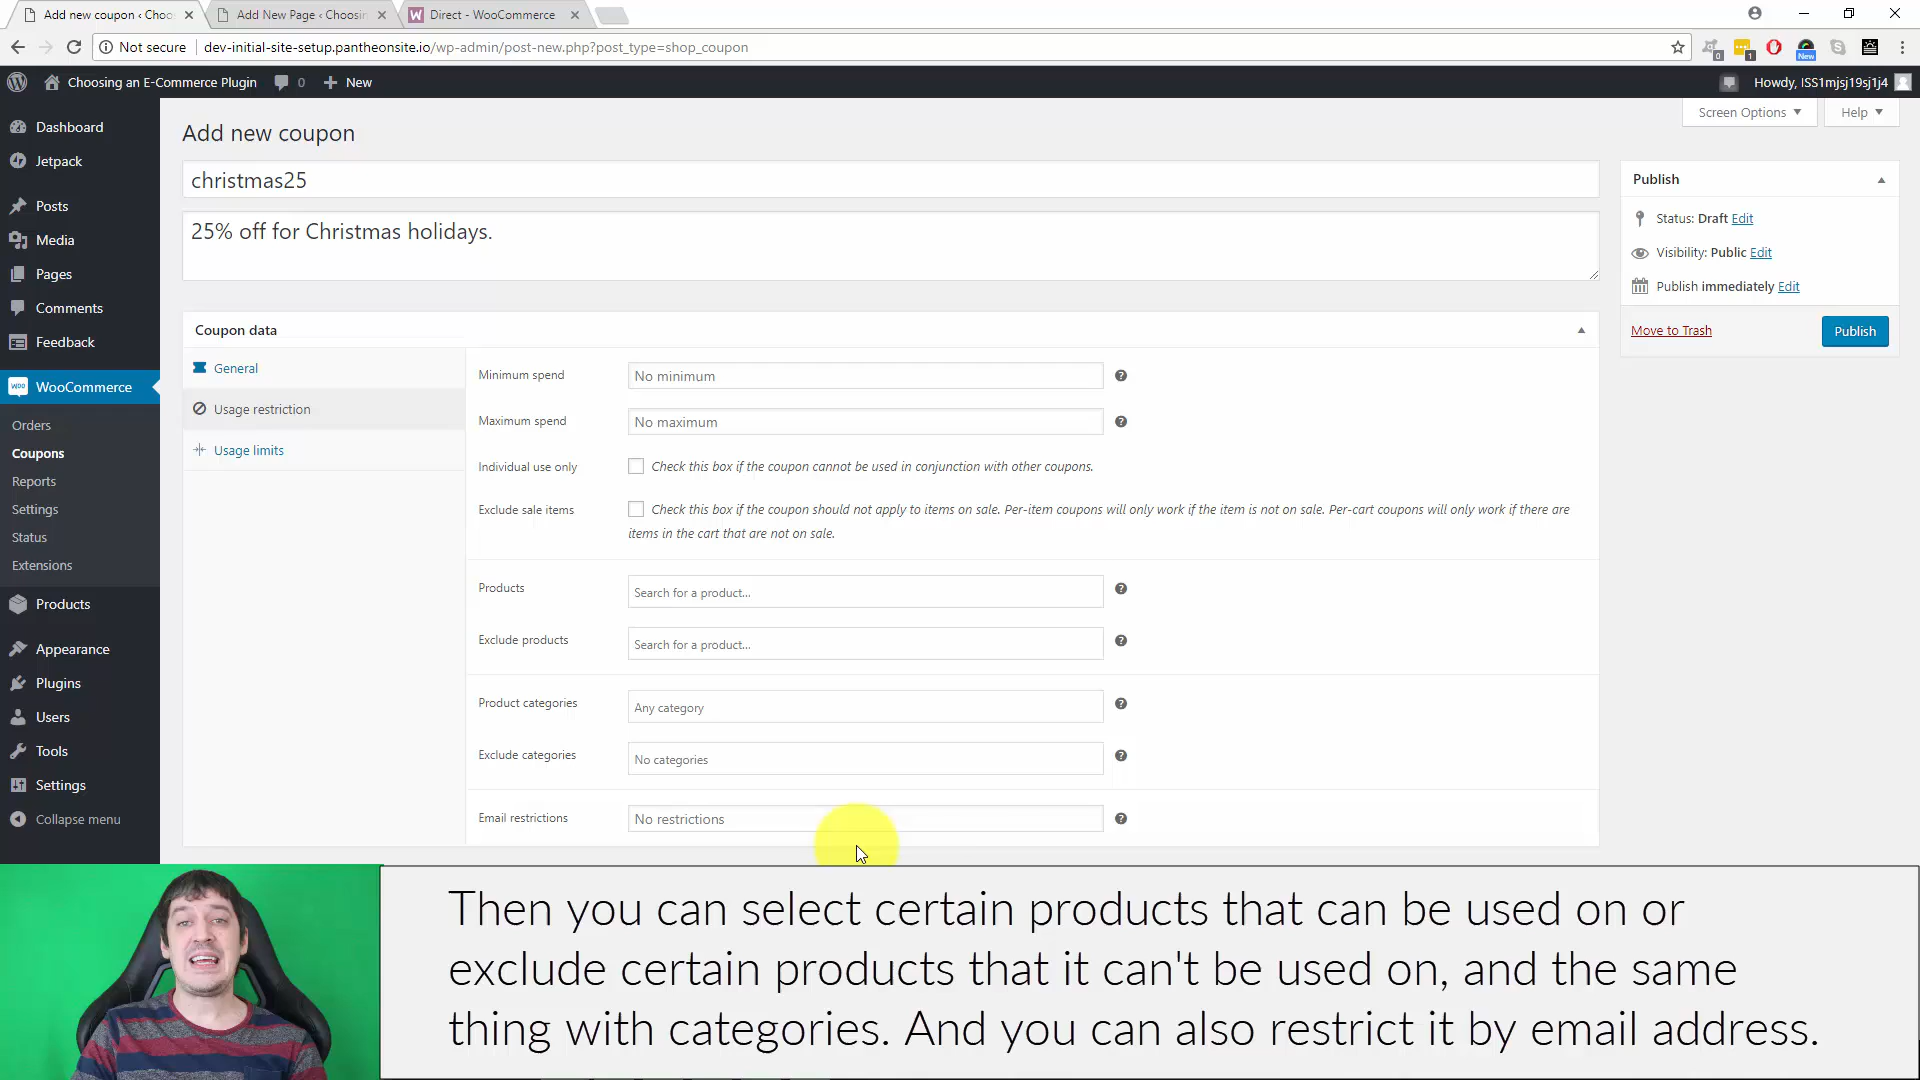 Add new coupon ‹ Choos
Add New Page ‹ Choosin
Direct - WooCommerce
Not secure
dev-initial-site-setup.pantheonsite.io/wp-admin/post-new.php?post_type=shop_coupon
0
1
New
Choosing an E-Commerce Plugin
0
New
Howdy, ISS1mjsj19sj1j4
Dashboard
Jetpack
Posts
Media
Pages
Comments
Feedback
WooCommerce
Orders
Coupons
Reports
Settings
Status
Extensions
Products
Appearance
Plugins
Users
Tools
Settings
Collapse menu
Screen Options
Help
Add new coupon
christmas25
25% off for Christmas holidays.
Coupon data
General
Usage restriction
Usage limits
Minimum spend
No minimum
Maximum spend
No maximum
Individual use only
Check this box if the coupon cannot be used in conjunction with other coupons.
Exclude sale items
Check this box if the coupon should not apply to items on sale. Per-item coupons will only work if the item is not on sale. Per-cart coupons will only work if there are
items in the cart that are not on sale.
Products
Search for a product...
Exclude products
Search for a product...
Product categories
Any category
Exclude categories
No categories
Email restrictions
No restrictions
Publish
Status: Draft Edit
Visibility: Public Edit
Publish immediately Edit
Move to Trash
Publish
Then you can select certain products that can be used on or
exclude certain products that it can't be used on, and the same
thing with categories. And you can also restrict it by email address.